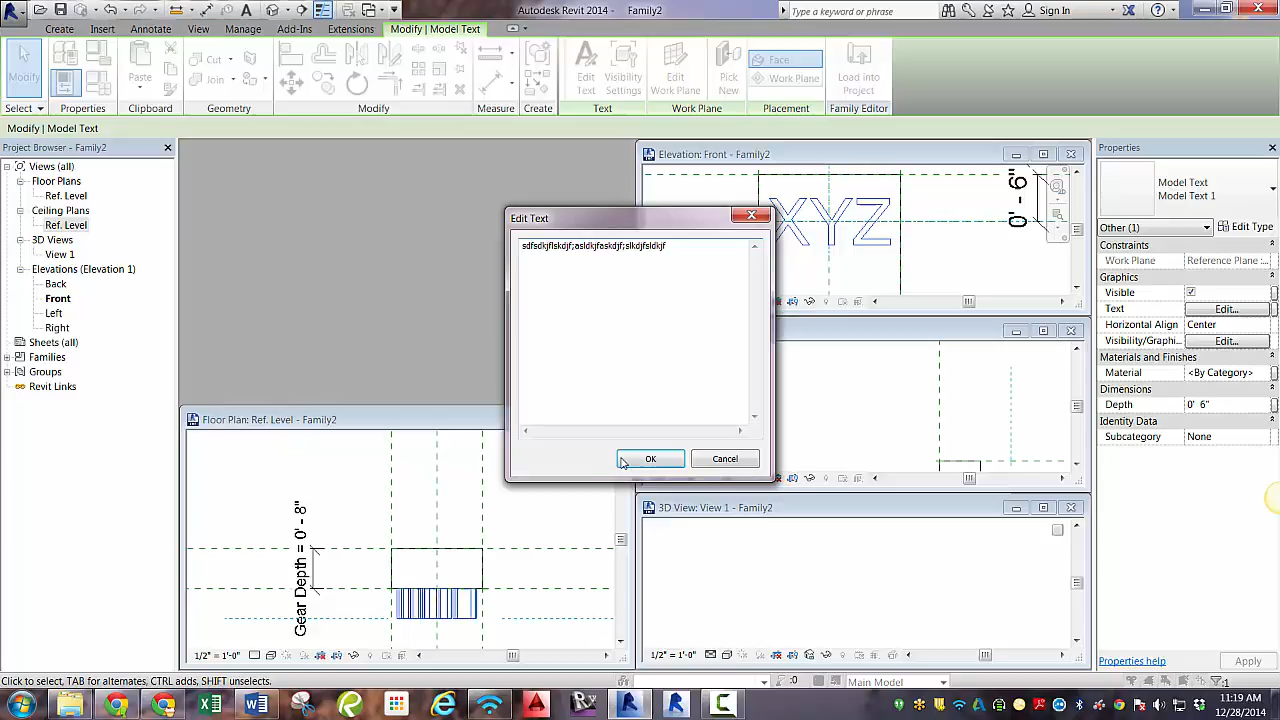 Autodesk Revit 2014 - Family2
Type a keyword or phrase
Sign In
Create
Insert
Annotate
View
Manage
Add-Ins
Extensions
Modify | Model Text
Modify
Paste
Cut
Join
Edit
Text
Visibility
Settings
Edit
Work Plane
Pick
New
Face
Work Plane
Load into
Project
Select
Properties
Clipboard
Geometry
Modify
Measure
Create
Text
Work Plane
Placement
Family Editor
Modify | Model Text
Project Browser - Family2
Views (all)
Floor Plans
Ref. Level
Ceiling Plans
Ref. Level
3D Views
View 1
Elevations (Elevation 1)
Back
Front
Left
Right
Sheets (all)
Families
Groups
Revit Links
Elevation: Front - Family2
XYZ
0' - 6"
Edit Text
sdfsdkjflskdjf;asldkjfaskdjf;slkdjfsldkjf
OK
Cancel
Floor Plan: Ref. Level - Family2
Gear Depth = 0' - 8"
1/2" = 1'-0"
3D View: View 1 - Family2
1/2" = 1'-0"
Properties
Model Text
Model Text 1
Other (1)
Edit Type
Constraints
Work Plane
Reference Plane : ...
Graphics
Visible
Text
Edit...
Horizontal Align
Center
Visibility/Graphi...
Edit...
Materials and Finishes
Material
<By Category>
Dimensions
Depth
0' 6"
Identity Data
Subcategory
None
Properties help
Apply
Click to select, TAB for alternates, CTRL adds, SHIFT unselects.
:0
Main Model
:1
11:19 AM
12/28/2014